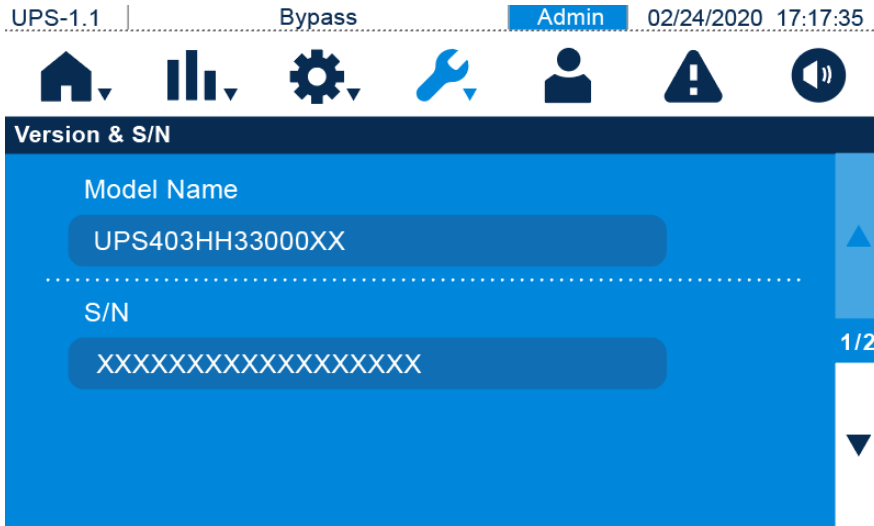 UPS-1.1 Bypass Admin 02/24/2020 17:17:35
Version & S/N
Model Name
UPS403HH33000XX
S/N
XXXXXXXXXXXXXXXXXX
1/2